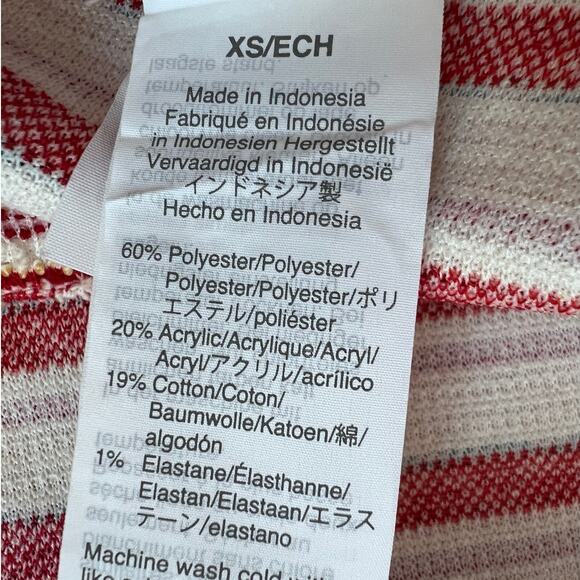 XS/ECH
Made in Indonesia
Fabriqué en Indonésie
in Indonesien Hergestellt
Vervaardigd in Indonesië
インドネシア製
Hecho en Indonesia
60% Polyester/Polyester/
Polyester/Polyester/ポリ
エステル/poliéster
20% Acrylic/Acrylique/Acryl/
Acryl/アクリル/acrílico
19% Cotton/Coton/
Baumwolle/Katoen/綿/
algodón
1% Elastane/Élasthanne/
Elastan/Elastaan/エラス
テーン/elastano
Machine wash cold
like